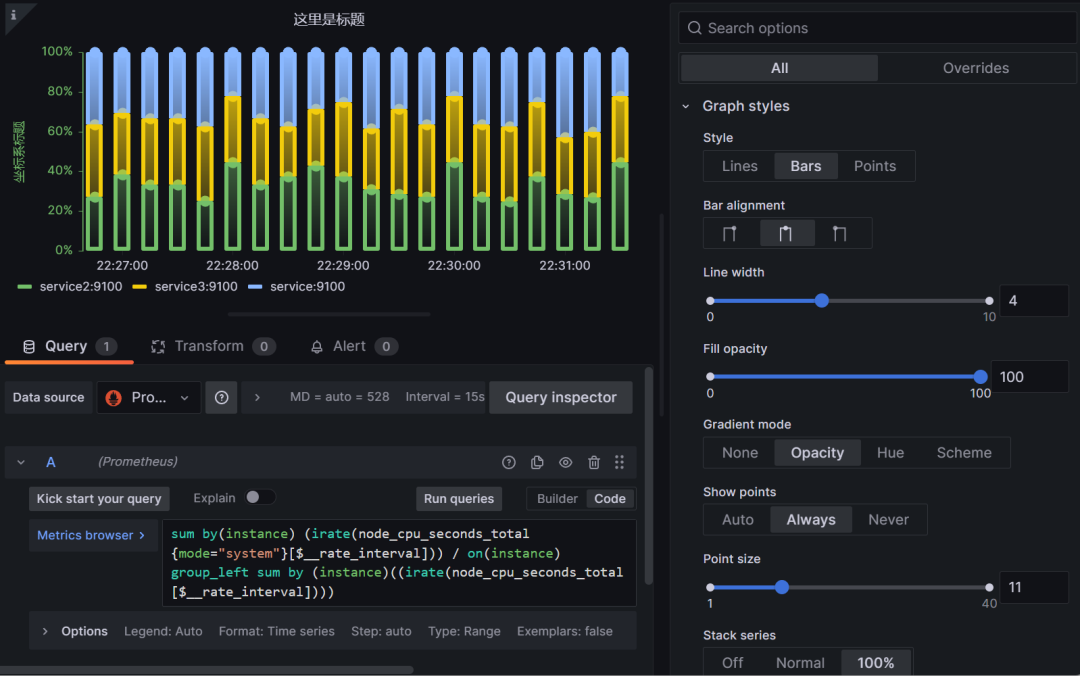 这里是标题
坐标系标题
100%
80%
60%
40%
20%
0%
22:27:00 22:28:00 22:29:00 22:30:00 22:31:00
service2:9100 service3:9100 service:9100
Query 1 Transform 0 Alert 0
Data source Pro... MD = auto = 528 Interval = 15s Query inspector
A (Prometheus)
Kick start your query Explain Run queries Builder Code
Metrics browser >
sum by(instance) (irate(node_cpu_seconds_total
{mode="system"}[$__rate_interval])) / on(instance)
group_left sum by (instance)((irate(node_cpu_seconds_total
[$__rate_interval])))
Options Legend: Auto Format: Time series Step: auto Type: Range Exemplars: false
Search options
All Overrides
Graph styles
Style
Lines Bars Points
Bar alignment
Line width
4
0 10
Fill opacity
100
0 100
Gradient mode
None Opacity Hue Scheme
Show points
Auto Always Never
Point size
11
1 40
Stack series
Off Normal 100%